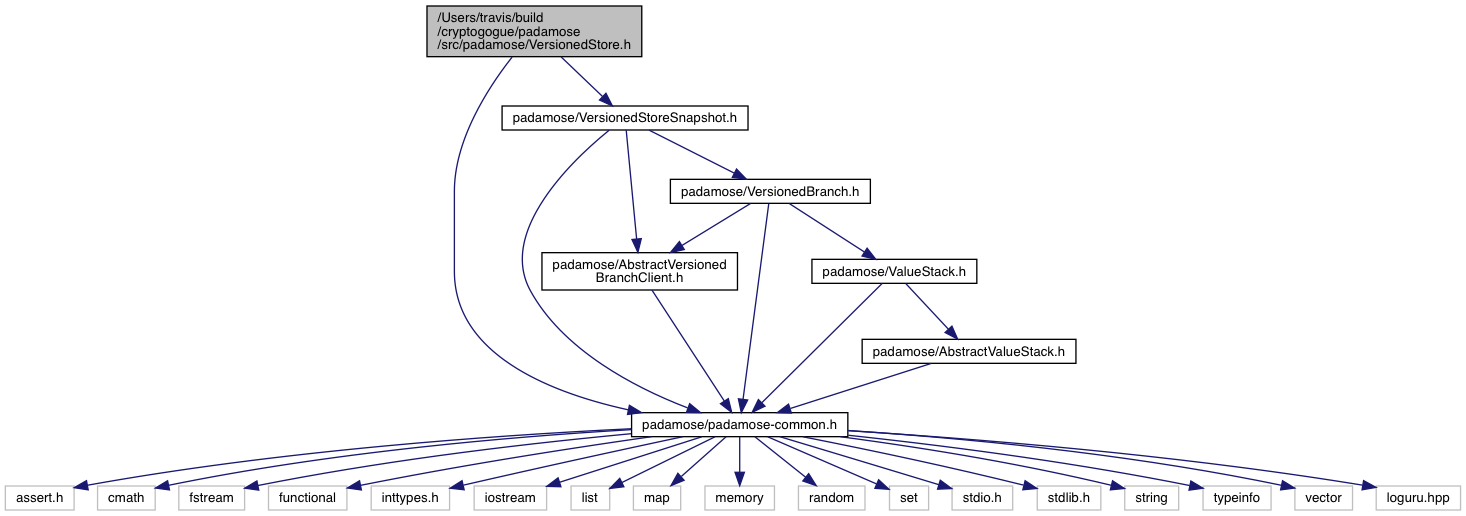 /Users/travis/build
/cryptogogue/padamose
/src/padamose/VersionedStore.h
padamose/VersionedStoreSnapshot.h
padamose/VersionedBranch.h
padamose/AbstractVersioned
BranchClient.h
padamose/ValueStack.h
padamose/AbstractValueStack.h
padamose/padamose-common.h
assert.h
cmath
fstream
functional
inttypes.h
iostream
list
map
memory
random
set
stdio.h
stdlib.h
string
typeinfo
vector
loguru.hpp